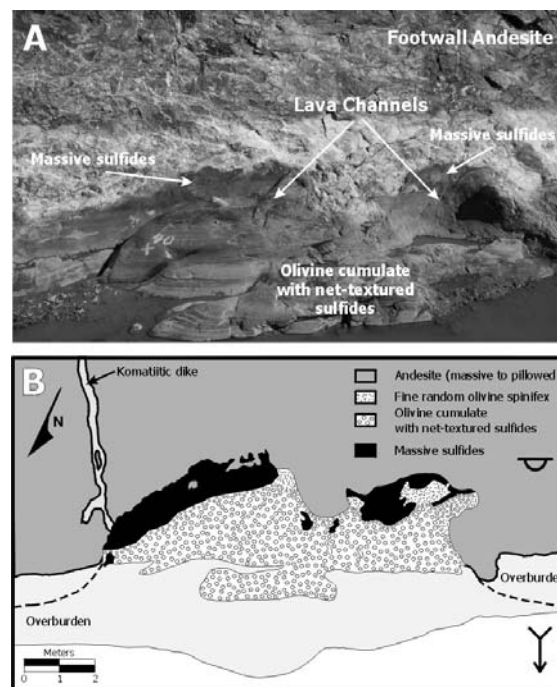 A
Footwall Andesite
Lava Channels
Massive sulfides
Massive sulfides
Olivine cumulate
with net-textured
sulfides
B
Komatiitic dike
N
Andesite (massive to pillowed
Fine random olivine spinifex
Olivine cumulate
with net-textured sulfides
Massive sulfides
Overburden
Overburde
Meters
0 1 2